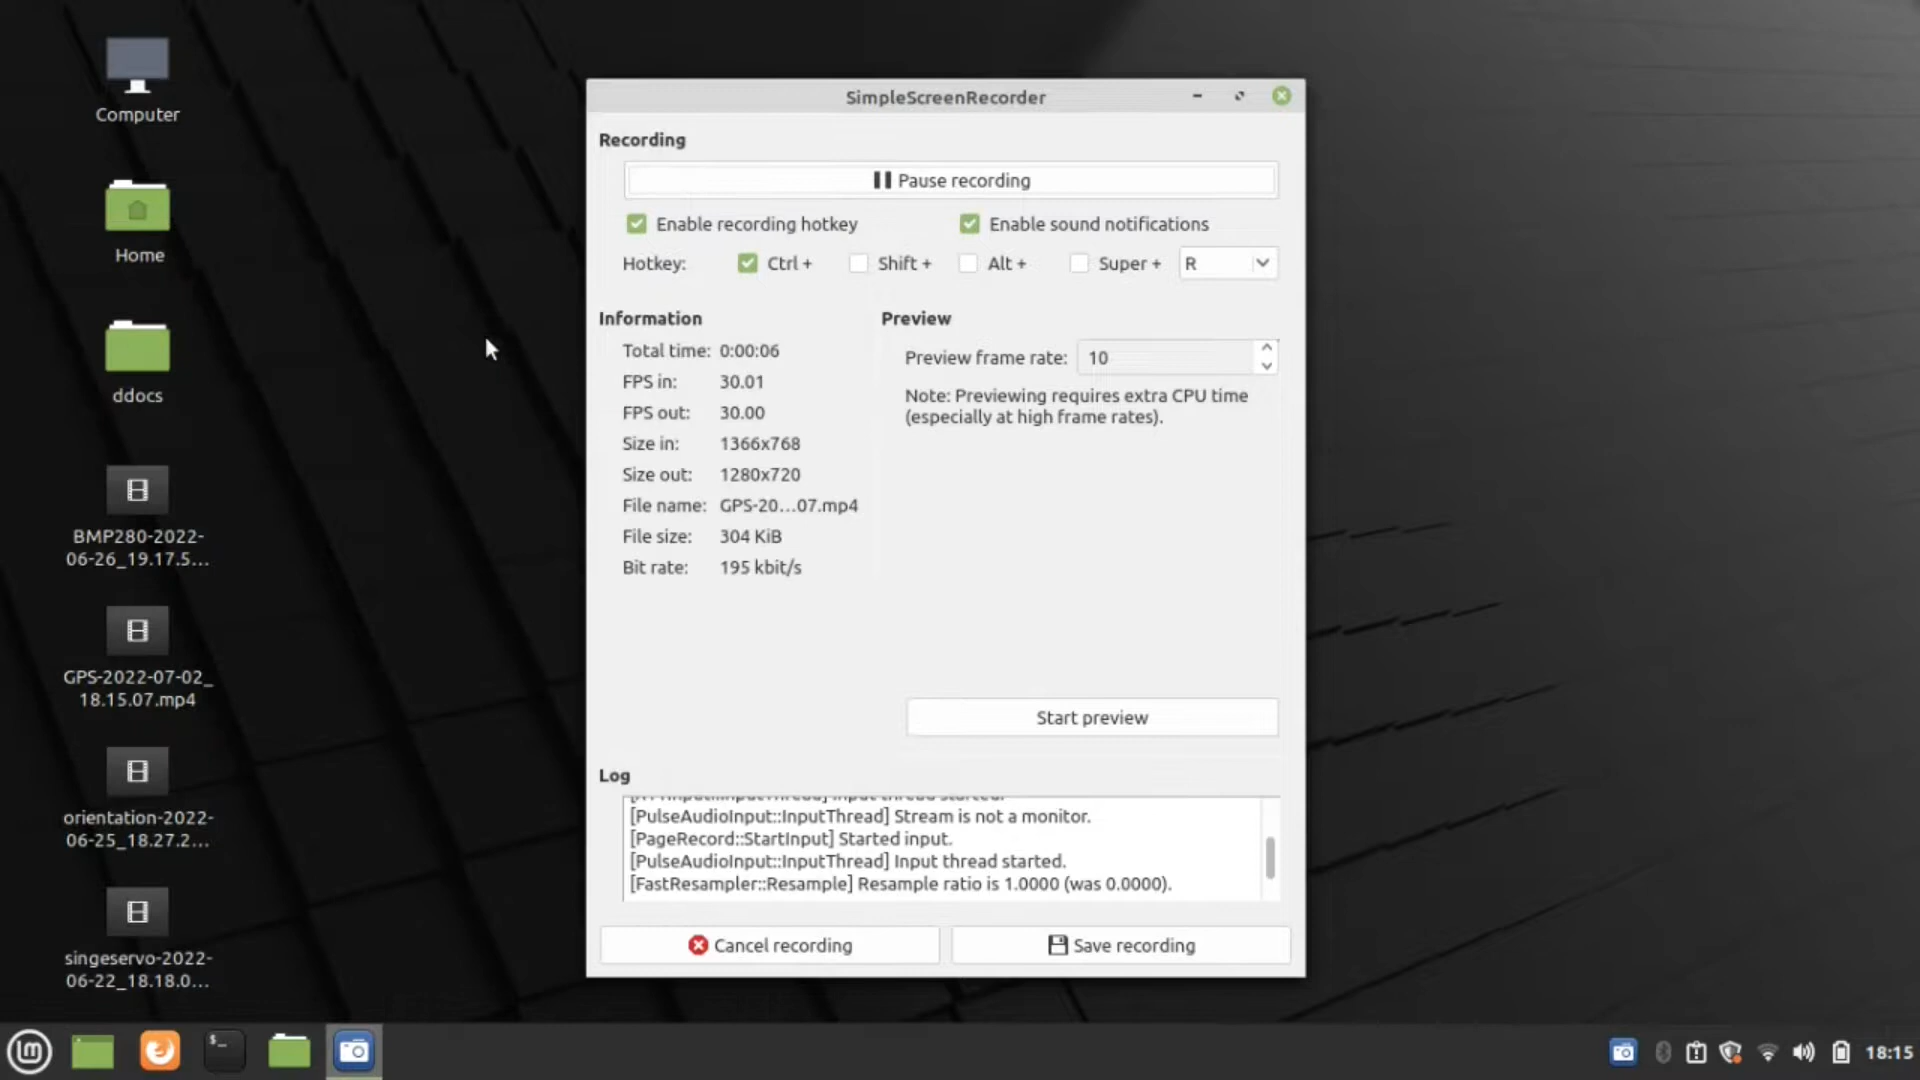 Computer
Home
ddocs
BMP280-2022-
06-26_19.17.5...
GPS-2022-07-02_
18.15.07.mp4
orientation-2022-
06-25_18.27.2...
singeservo-2022-
06-22_18.18.0...
SimpleScreenRecorder
Recording
Pause recording
Enable recording hotkey
Enable sound notifications
Hotkey: Ctrl + Shift + Alt + Super + R
Information
Total time: 0:00:06
FPS in: 30.01
FPS out: 30.00
Size in: 1366x768
Size out: 1280x720
File name: GPS-20...07.mp4
File size: 304 KiB
Bit rate: 195 kbit/s
Preview
Preview frame rate: 10
Note: Previewing requires extra CPU time
(especially at high frame rates).
Start preview
Log
[PulseAudioInput::InputThread] Stream is not a monitor.
[PageRecord::StartInput] Started input.
[PulseAudioInput::InputThread] Input thread started.
[FastResampler::Resample] Resample ratio is 1.0000 (was 0.0000).
Cancel recording
Save recording
18:15